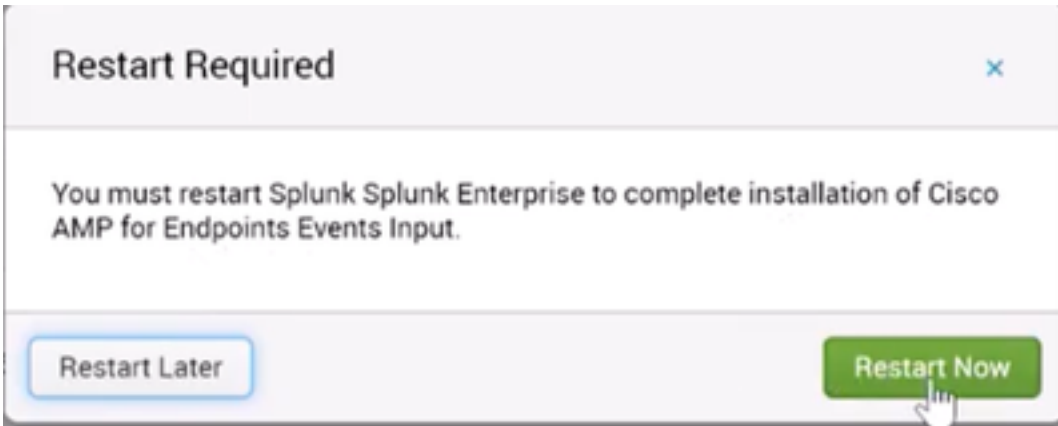 Restart Required
×
You must restart Splunk Splunk Enterprise to complete installation of Cisco
AMP for Endpoints Events Input.
Restart Later
Restart Now